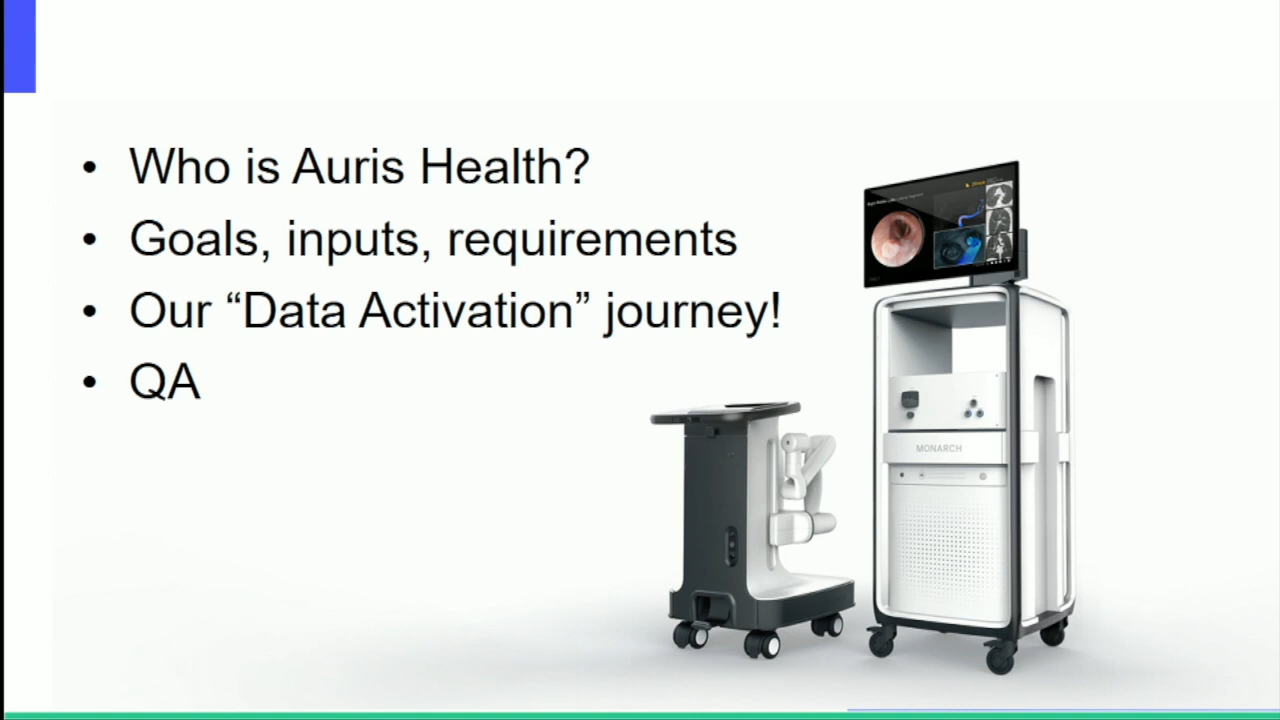 • Who is Auris Health?
• Goals, inputs, requirements
• Our “Data Activation” journey!
• QA
MONARCH